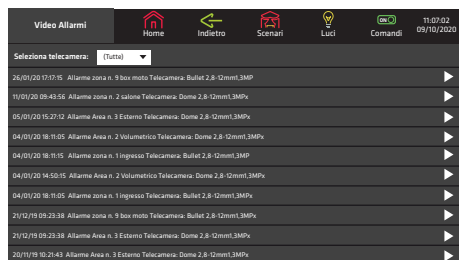 Video Allarmi
Home
Indietro
Scenari
Luci
ON
Comandi
11:07:02
09/10/2020
Seleziona telecamera: (Tutte)
26/01/20 17:17:15 Allarme zona n. 9 box moto Telecamera: Bullet 2,8-12mm1,3MP
11/01/20 09:43:56 Allarme zona n. 2 salone Telecamera: Dome 2,8-12mm1,3MPx
05/01/20 15:27:12 Allarme Area n. 3 Esterno Telecamera: Dome 2,8-12mm1,3MPx
04/01/20 18:11:05 Allarme Area n. 2 Volumetrico Telecamera: Dome 2,8-12mm1,3MPx
04/01/20 18:11:15 Allarme zona n. 1 ingresso Telecamera: Bullet 2,8-12mm1,3MP
04/01/20 14:50:15 Allarme Area n. 2 Volumetrico Telecamera: Dome 2,8-12mm1,3MPx
04/01/20 18:11:05 Allarme zona n. 1 ingresso Telecamera: Bullet 2,8-12mm1,3MPx
21/12/19 09:23:38 Allarme zona n. 9 box moto Telecamera: Bullet 2,8-12mm1,3MPx
21/12/19 09:23:38 Allarme Area n. 3 Esterno Telecamera: Dome 2,8-12mm1,3MPx
20/11/19 10:21:43 Allarme Area n. 3 Esterno Telecamera: Dome 2,8-12mm1,3MPx